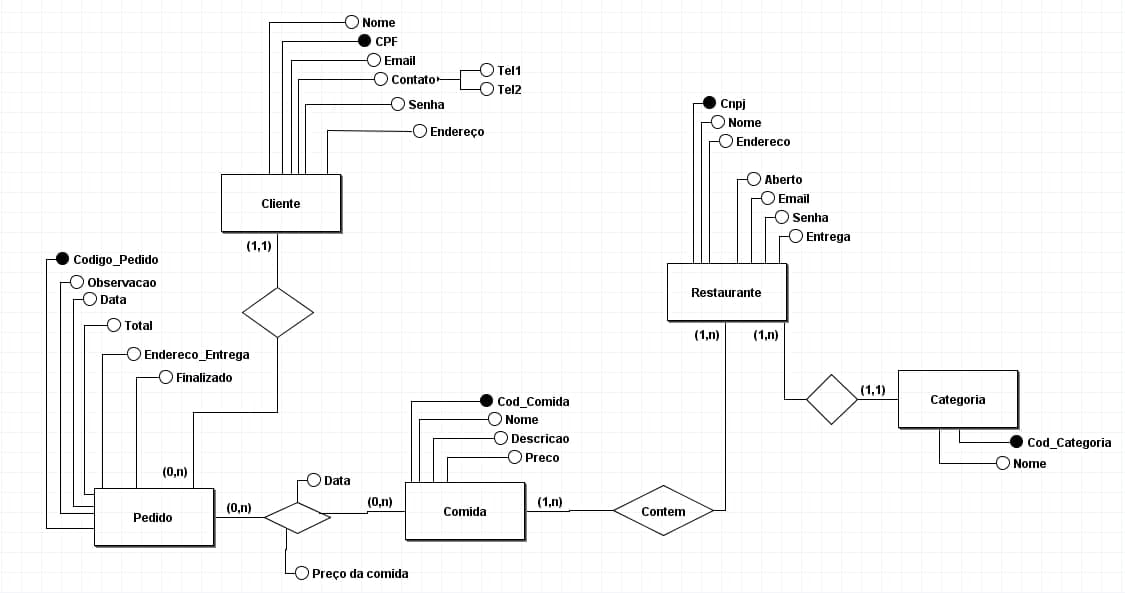 Nome
CPF
Email
Contato
Tel1
Tel2
Senha
Endereço
Cliente
(1,1)
Cnpj
Nome
Endereco
Aberto
Email
Senha
Entrega
Restaurante
(1,n)
(1,n)
Codigo_Pedido
Observacao
Data
Total
Endereco_Entrega
Finalizado
(0,n)
Pedido
(0,n)
Data
Preço da comida
(0,n)
Cod_Comida
Nome
Descricao
Preco
Comida
(1,n)
Contem
(1,1)
Categoria
Cod_Categoria
Nome